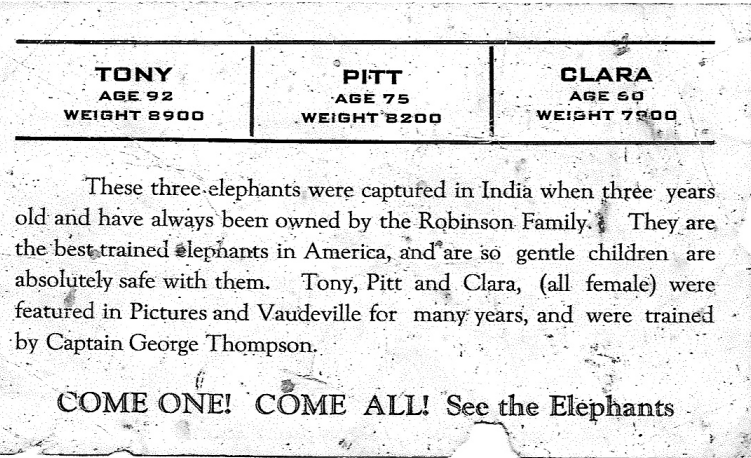 TONY
AGE 92
WEIGHT 8900
PITT
AGE 75
WEIGHT 8200
CLARA
AGE 60
WEIGHT 7900
These three elephants were captured in India when three years
old and have always been owned by the Robinson Family. They are
the best trained elephants in America, and are so gentle children are
absolutely safe with them. Tony, Pitt and Clara, (all female) were
featured in Pictures and Vaudeville for many years, and were trained
by Captain George Thompson.
COME ONE! COME ALL! See the Elephants